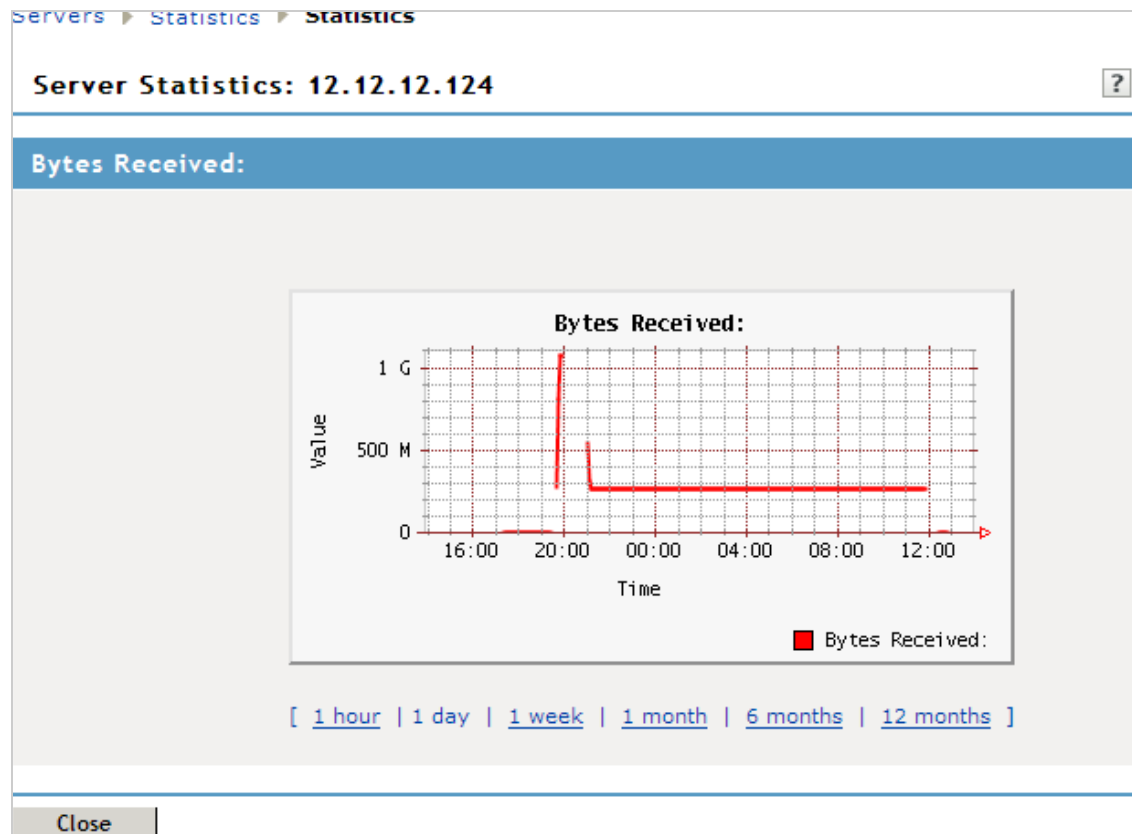 Servers Statistics Statistics
Server Statistics: 12.12.12.124
?
Bytes Received:
Bytes Received:
1 G
500 M
0
Value
16:00 20:00 00:00 04:00 08:00 12:00
Time
Bytes Received:
[ 1 hour | 1 day | 1 week | 1 month | 6 months | 12 months ]
Close